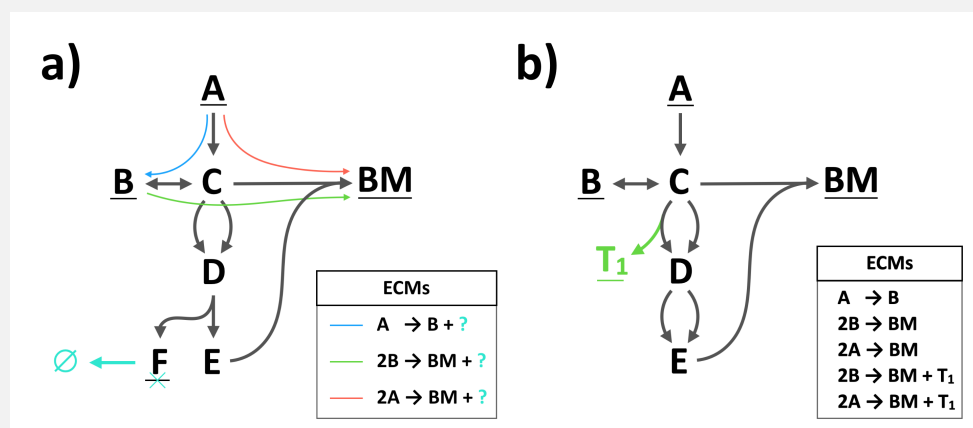 a)
A
B
C
BM
D
∅
F
E
ECMs
A → B + ?
2B → BM + ?
2A → BM + ?
b)
A
B
C
BM
T₁
D
E
ECMs
A → B
2B → BM
2A → BM
2B → BM + T₁
2A → BM + T₁